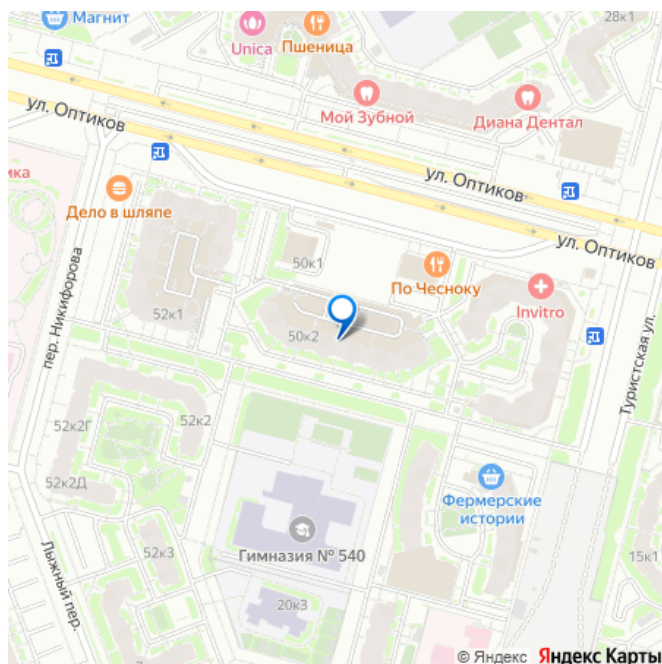 Магнит
28к1
Unica
Пшеница
ул. Оптиков
Мой Зубной
Диана Дентал
ика
ул. Оптиков
Дело в шляпе
ул. Оптиков
50к1
По Чесноку
Invitro
52к1
пер. Никифорова
50к2
Туристская ул.
52к2Г
52к2
52к2Д
Фермерские
истории
Гимназия № 540
52к3
15к1
Лыжный пер.
20к3
© Яндекс Яндекс Карты